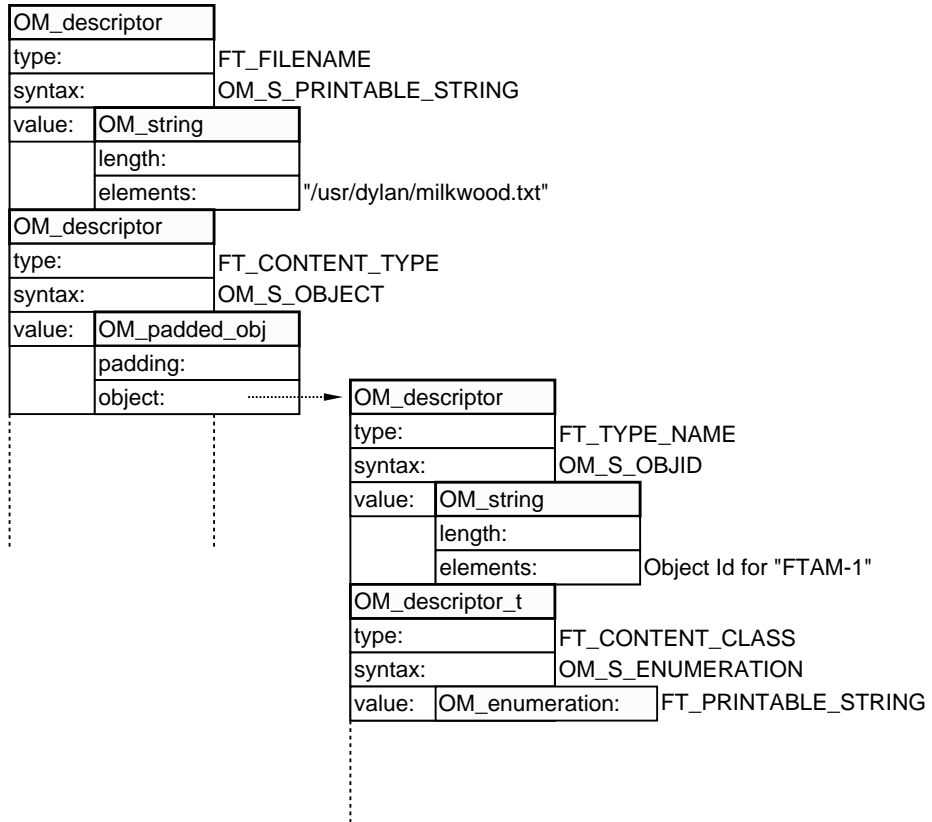 OM_descriptor
type: FT_FILENAME
syntax: OM_S_PRINTABLE_STRING
value: OM_string
length:
elements: "/usr/dylan/milkwood.txt"
OM_descriptor
type: FT_CONTENT_TYPE
syntax: OM_S_OBJECT
value: OM_padded_obj
padding:
object:
OM_descriptor
type: FT_TYPE_NAME
syntax: OM_S_OBJID
value: OM_string
length:
elements: Object Id for "FTAM-1"
OM_descriptor_t
type: FT_CONTENT_CLASS
syntax: OM_S_ENUMERATION
value: OM_enumeration: FT_PRINTABLE_STRING